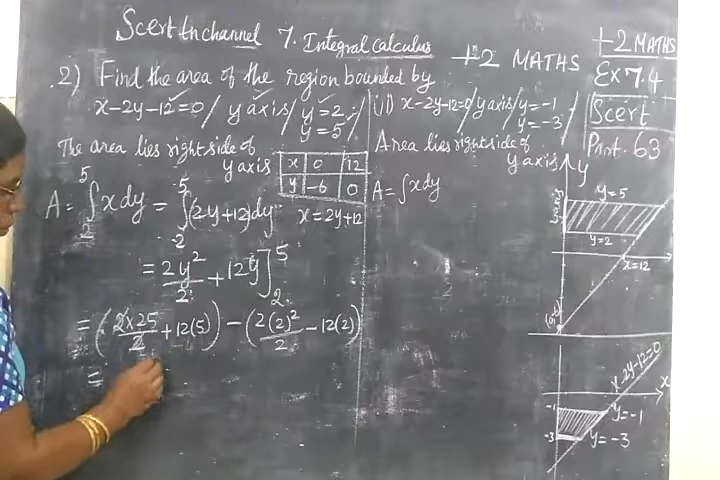 Scert tn channel 7. Integral calculus +2 MATHS
2) Find the area of the region bounded by
x-2y-12=0/ y axis/ y=2/
y=5/
The area lies right side of
y axis
x 0 12
y -6 0
A = ∫₂⁵ x dy = ∫₂⁵ (2y+12) dy x=2y+12
= 2y²/2 + 12y]₂⁵
= (2×25/2 + 12(5)) - (2(2)²/2 - 12(2))
=
(ii) x-2y-12=0/ y axis/ y=-1/
y=-3/
Area lies right side of
y axis
A = ∫ x dy
+2 MATHS
Ex 7.4
Scert
Part. 63
y
y=5
y=2
x=12
x-2y-12=0
x
-1
y=-1
-3
y=-3